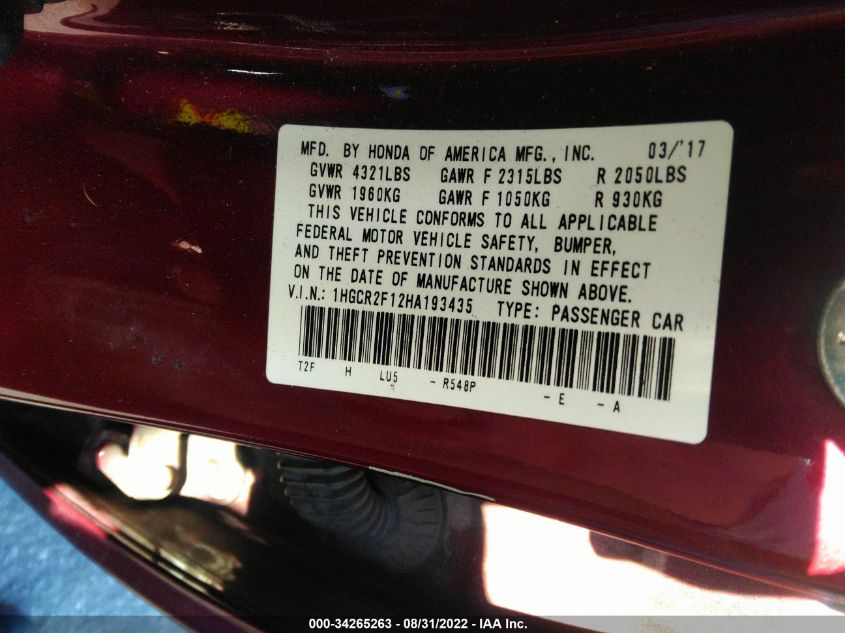 MFD. BY HONDA OF AMERICA MFG., INC. 03/'17
GVWR 4321LBS GAWR F 2315LBS R 2050LBS
GVWR 1960KG GAWR F 1050KG R 930KG
THIS VEHICLE CONFORMS TO ALL APPLICABLE
FEDERAL MOTOR VEHICLE SAFETY, BUMPER,
AND THEFT PREVENTION STANDARDS IN EFFECT
ON THE DATE OF MANUFACTURE SHOWN ABOVE.
V.I.N.: 1HGCR2F12HA193435 TYPE: PASSENGER CAR
T2F H LU5 - R548P - E - A
000-34265263 - 08/31/2022 - IAA Inc.